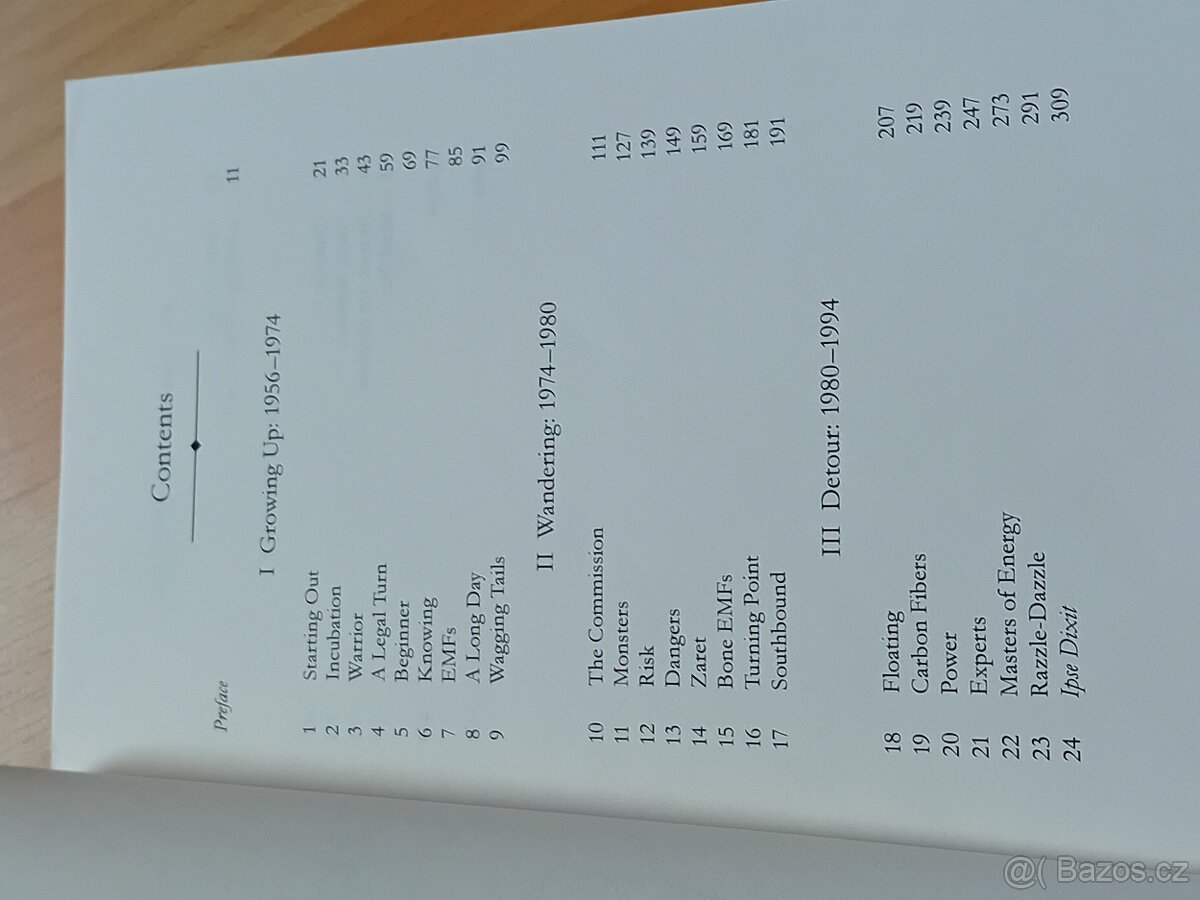 Contents
Preface 11
I Growing Up: 1956–1974
1 Starting Out 21
2 Incubation 33
3 Warrior 43
4 A Legal Turn 59
5 Beginner 69
6 Knowing 77
7 EMFs 85
8 A Long Day 91
9 Wagging Tails 99
II Wandering: 1974–1980
10 The Commission 111
11 Monsters 127
12 Risk 139
13 Dangers 149
14 Zaret 159
15 Bone EMFs 169
16 Turning Point 181
17 Southbound 191
III Detour: 1980–1994
18 Floating 207
19 Carbon Fibers 219
20 Power 239
21 Experts 247
22 Masters of Energy 273
23 Razzle-Dazzle 291
24 Ipse Dixit 309
@( Bazos.cz